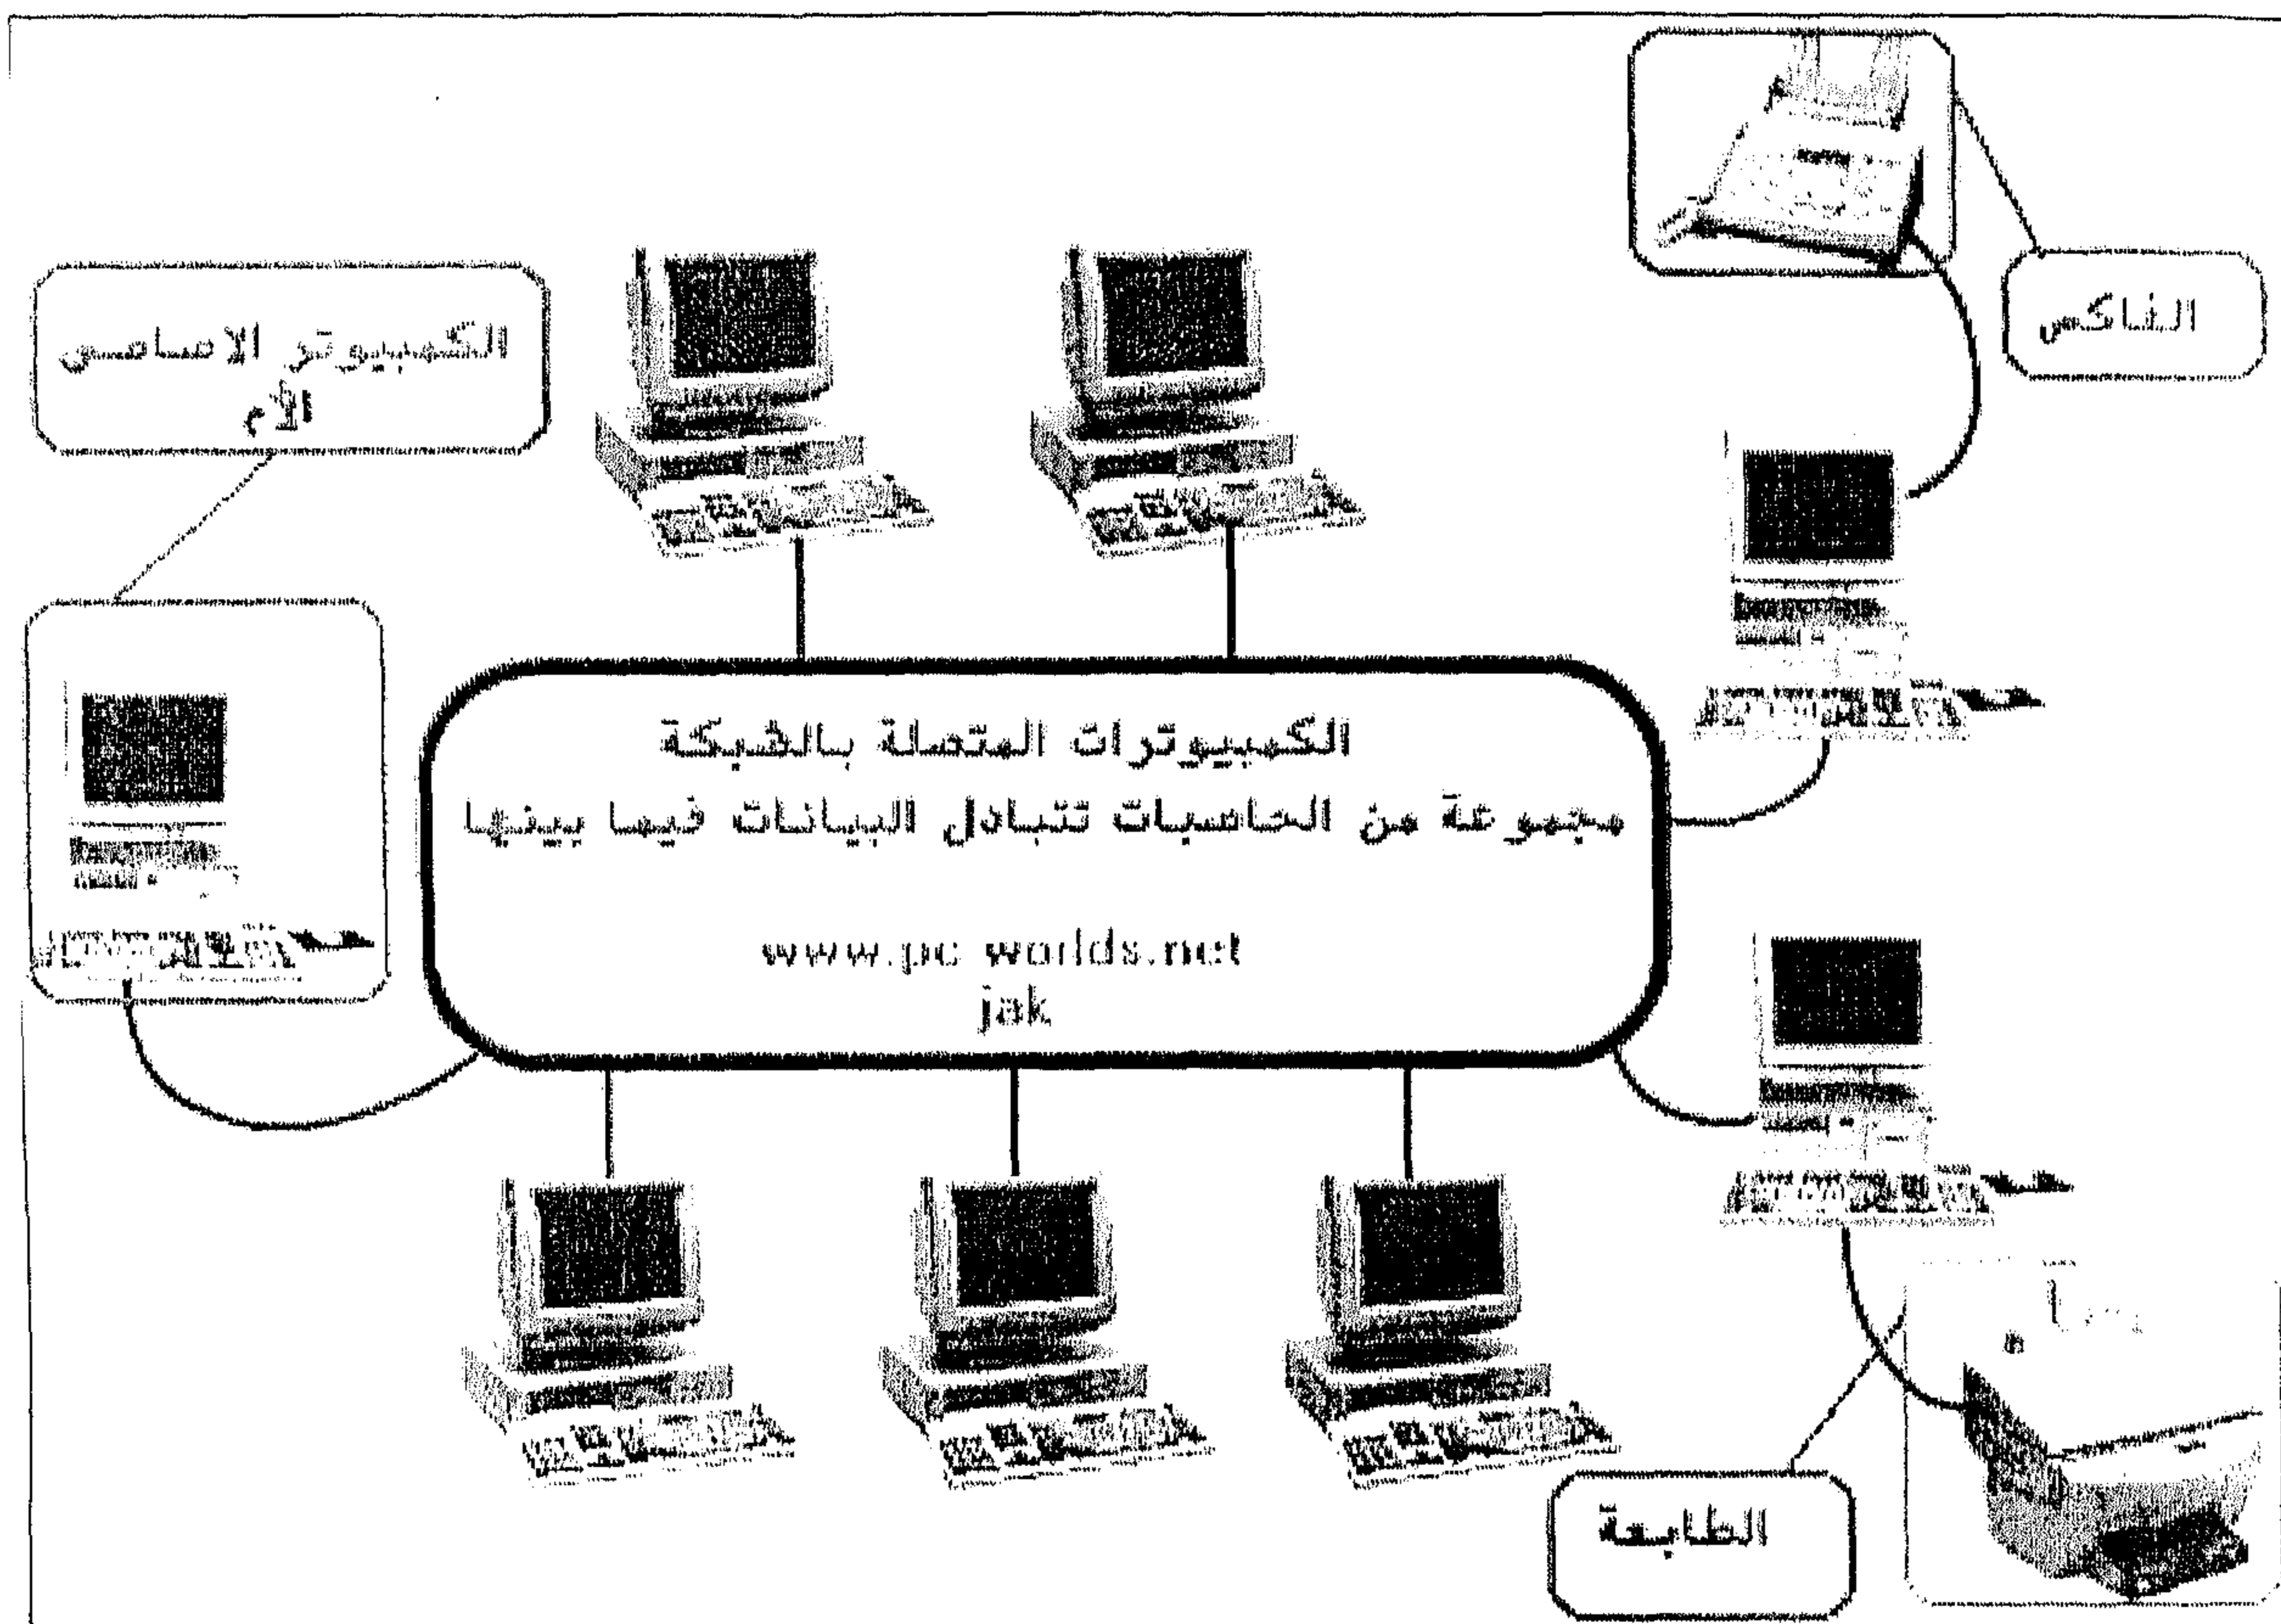 الفاكس
الكمبيوتر الاساسي
الأم
الكمبيوترات المتصلة بالشبكة
مجموعة من الحاسبات تتبادل البيانات فيما بينها
www.pc worlds.net
jak
الطابعة